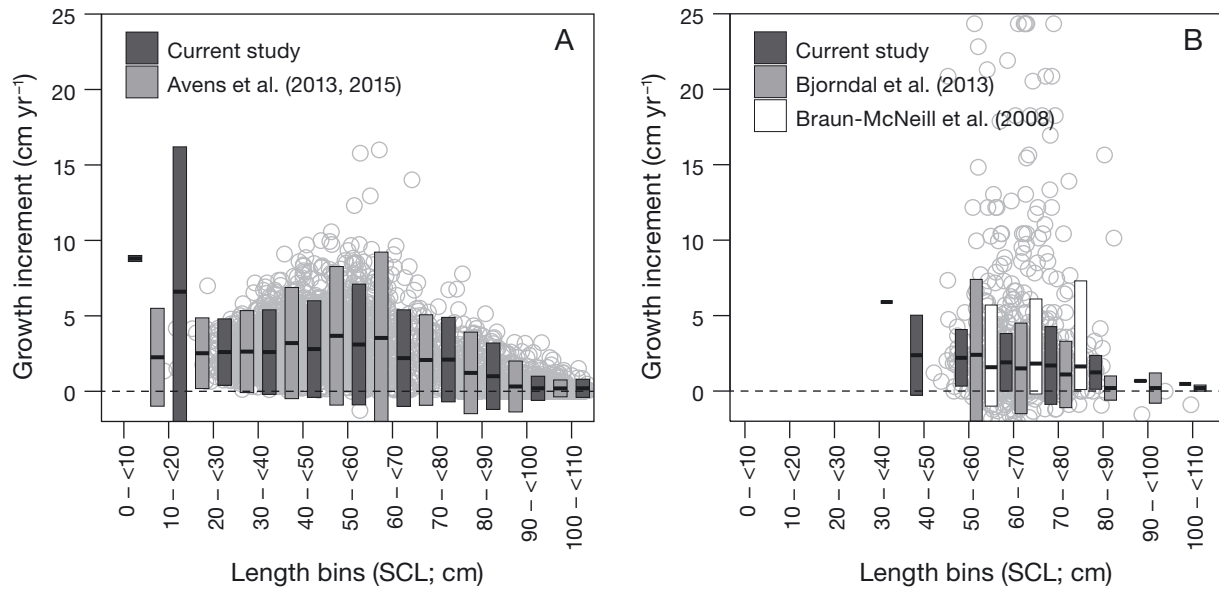 A
Current study
Avens et al. (2013, 2015)
Growth increment (cm yr⁻¹)
25
20
15
10
5
0
0 – <10
10 – <20
20 – <30
30 – <40
40 – <50
50 – <60
60 – <70
70 – <80
80 – <90
90 – <100
100 – <110
Length bins (SCL; cm)
B
Current study
Bjorndal et al. (2013)
Braun-McNeill et al. (2008)
Growth increment (cm yr⁻¹)
25
20
15
10
5
0
0 – <10
10 – <20
20 – <30
30 – <40
40 – <50
50 – <60
60 – <70
70 – <80
80 – <90
90 – <100
100 – <110
Length bins (SCL; cm)